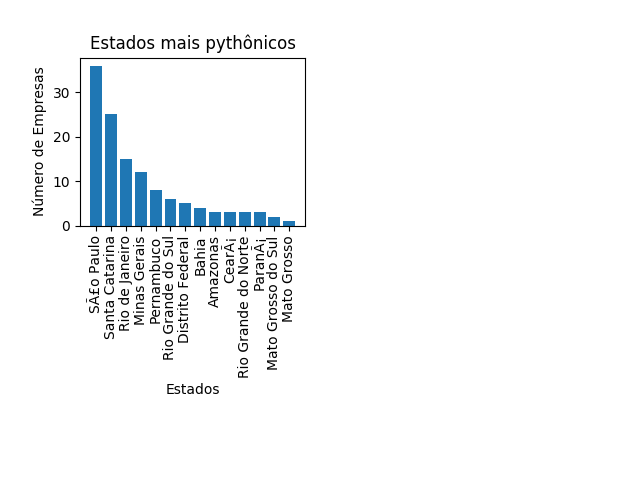 Estados mais pythônicos
Número de Empresas
30
20
10
0
SÃ£o Paulo
Santa Catarina
Rio de Janeiro
Minas Gerais
Pernambuco
Rio Grande do Sul
Distrito Federal
Bahia
Amazonas
CearÃ¡
Rio Grande do Norte
ParanÃ¡
Mato Grosso do Sul
Mato Grosso
Estados